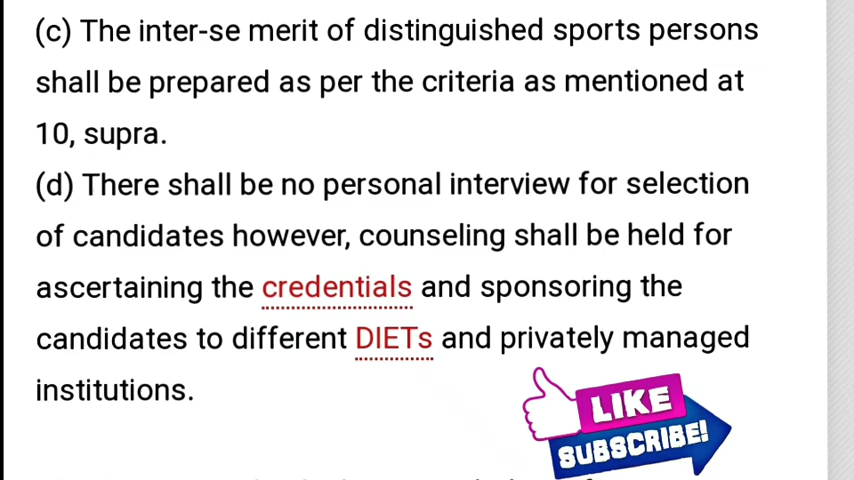 (c) The inter-se merit of distinguished sports persons
shall be prepared as per the criteria as mentioned at
10, supra.
(d) There shall be no personal interview for selection
of candidates however, counseling shall be held for
ascertaining the credentials and sponsoring the
candidates to different DIETs and privately managed
institutions.
LIKE
SUBSCRIBE!